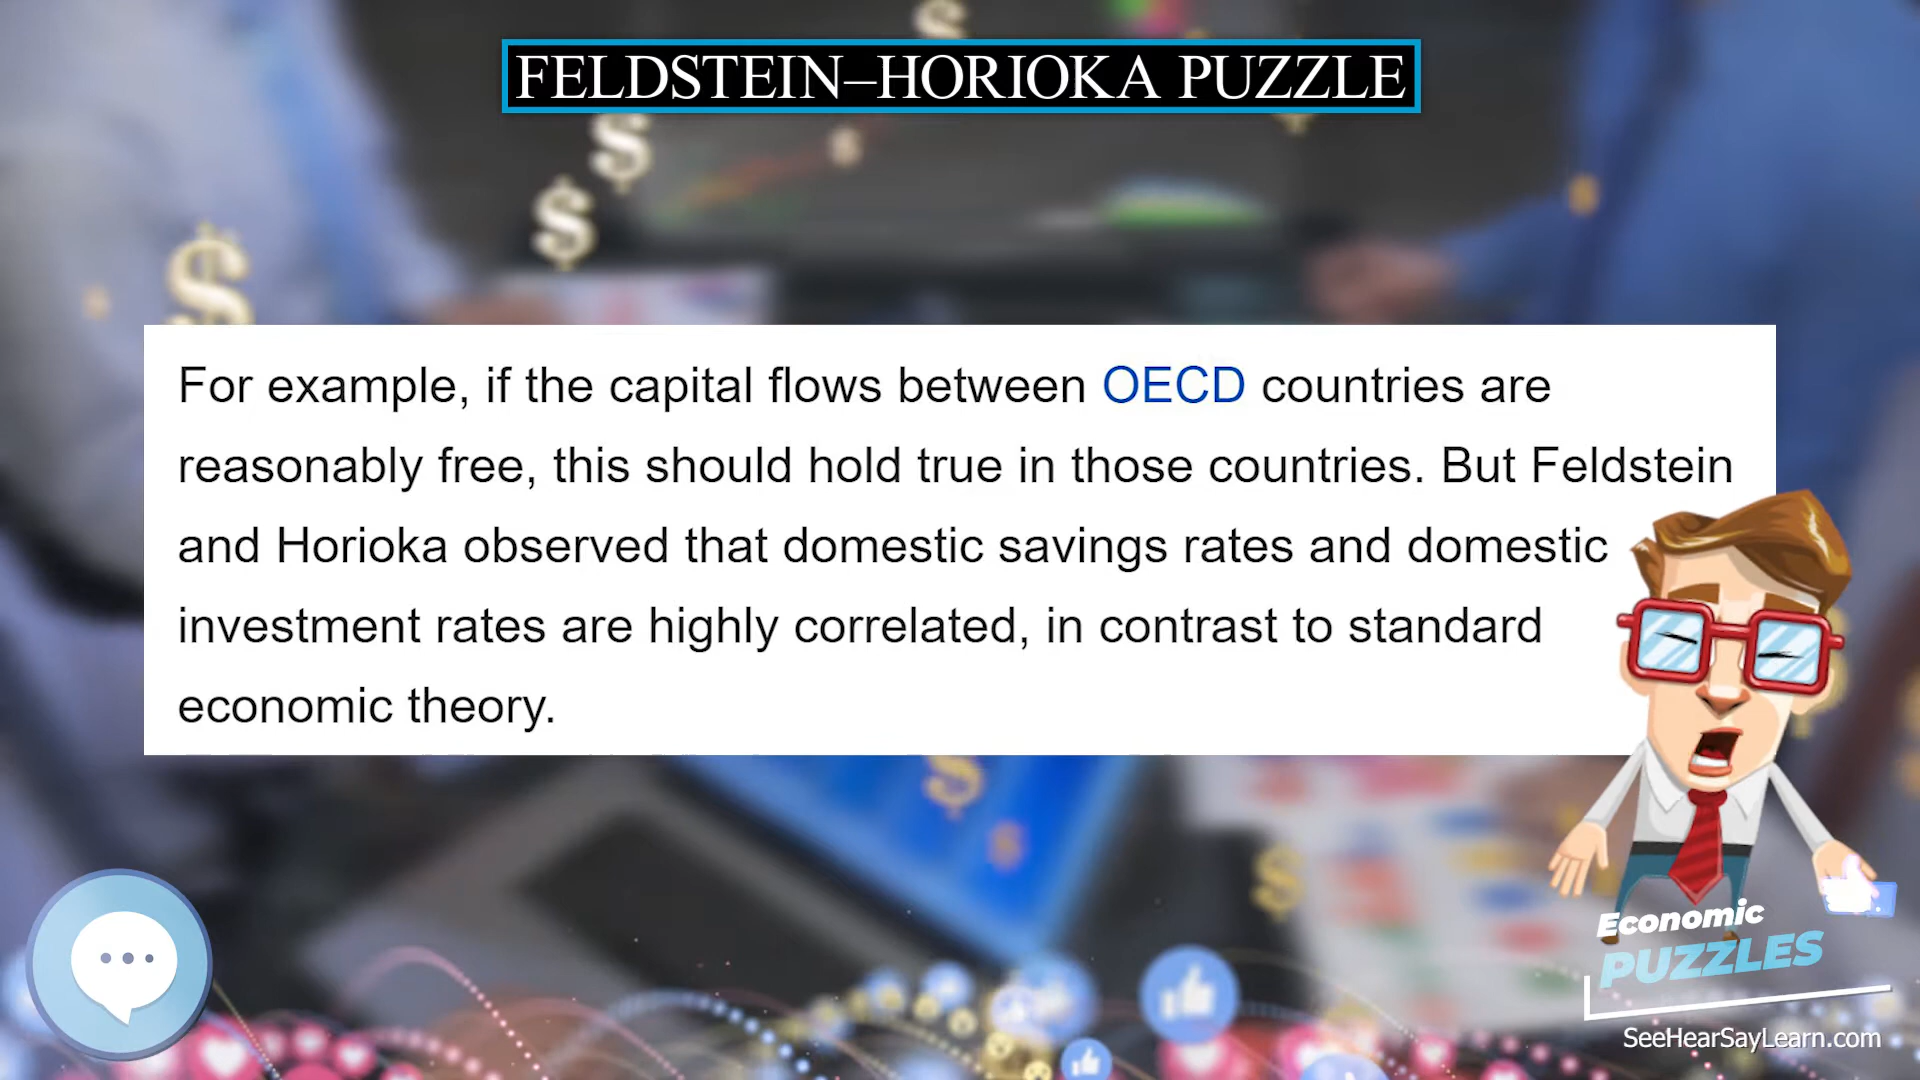 FELDSTEIN–HORIOKA PUZZLE
For example, if the capital flows between OECD countries are
reasonably free, this should hold true in those countries. But Feldstein
and Horioka observed that domestic savings rates and domestic
investment rates are highly correlated, in contrast to standard
economic theory.
Economic
PUZZLES
SeeHearSayLearn.com